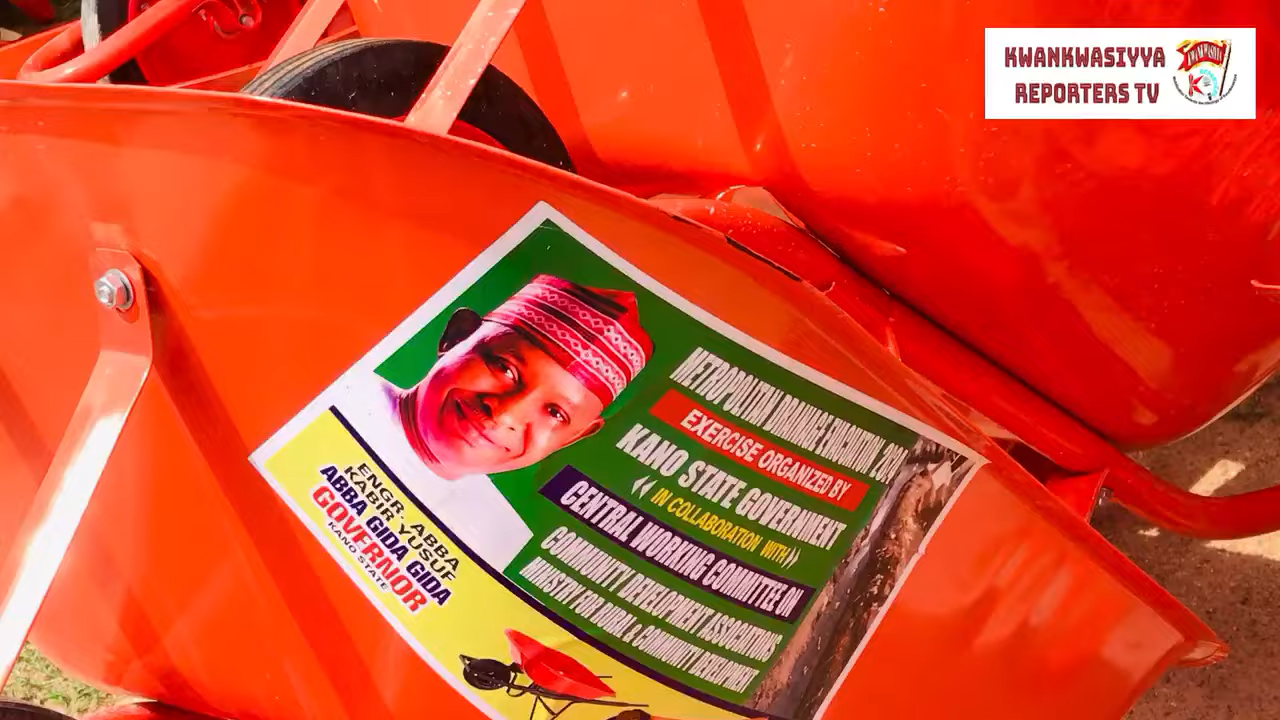 KWANKWASIYYA
REPORTERS TV
METROPOLITAN DRAINAGE EVACUATION
EXERCISE ORGANIZED BY
KANO STATE GOVERNMENT
IN COLLABORATION WITH
CENTRAL WORKING COMMITTEE ON
COMMUNITY DEVELOPMENT ASSOCIATIONS
MINISTRY FOR RURAL & COMMUNITY DEVELOPMENT
ENGR. ABBA
KABIR YUSUF
ABBA GIDA GIDA
GOVERNOR
KANO STATE